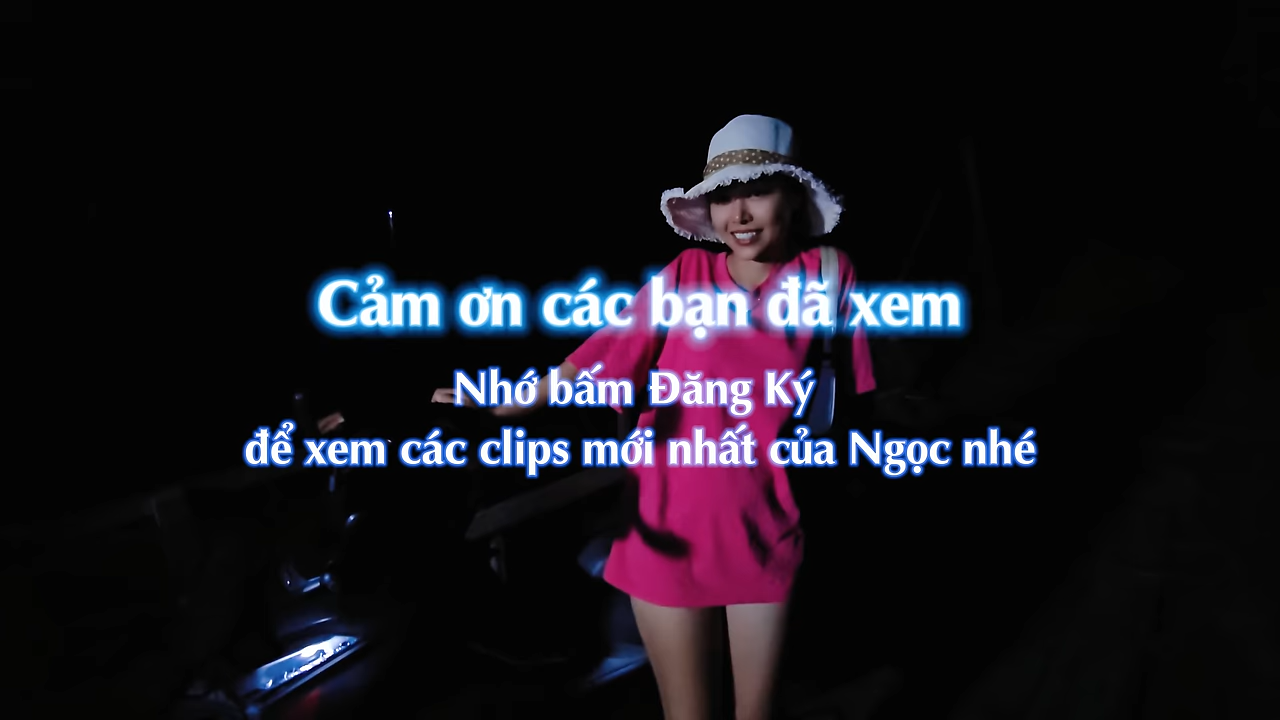 Cảm ơn các bạn đã xem
Nhớ bấm Đăng Ký
để xem các clips mới nhất của Ngọc nhé